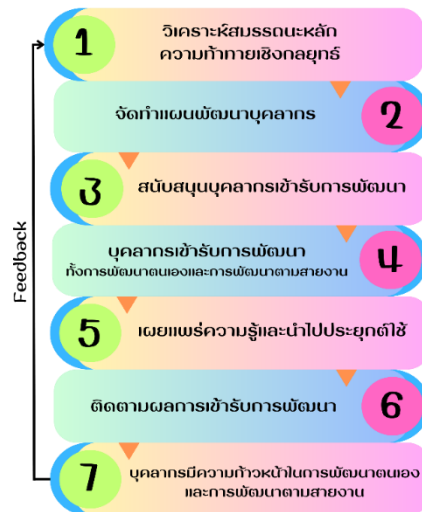 1
วิเคราะห์สมรรถนะหลัก
ความท้าทายเชิงกลยุทธ์
จัดทำแผนพัฒนาบุคลากร
2
3
สนับสนุนบุคลากรเข้ารับการพัฒนา
บุคลากรเข้ารับการพัฒนา
ทั้งการพัฒนาตนเองและการพัฒนาตามสายงาน
4
5
เผยแพร่ความรู้และนำไปประยุกต์ใช้
ติดตามผลการเข้ารับการพัฒนา
6
7
บุคลากรมีความก้าวหน้าในการพัฒนาตนเอง
และการพัฒนาตามสายงาน
Feedback